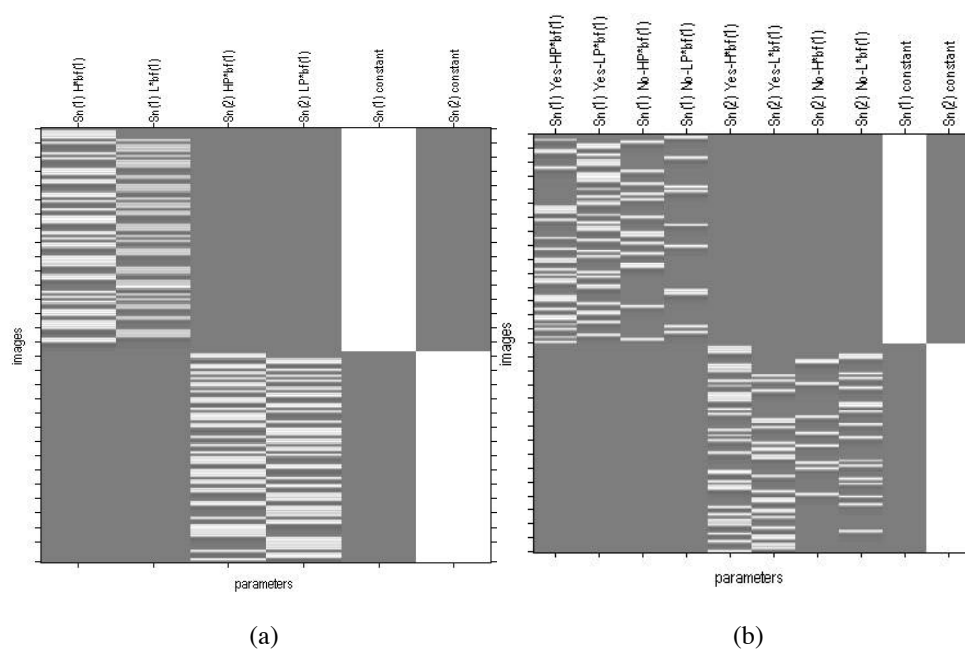 Sn(1) H*bf(1)
Sn(1) L*bf(1)
Sn(2) HP*bf(1)
Sn(2) LP*bf(1)
Sn(1) constant
Sn(2) constant
images
parameters
(a)
Sn(1) Yes-HP*bf(1)
Sn(1) Yes-LP*bf(1)
Sn(1) No-HP*bf(1)
Sn(1) No-LP*bf(1)
Sn(2) Yes-H*bf(1)
Sn(2) Yes-L*bf(1)
Sn(2) No-H*bf(1)
Sn(2) No-L*bf(1)
Sn(1) constant
Sn(2) constant
images
parameters
(b)